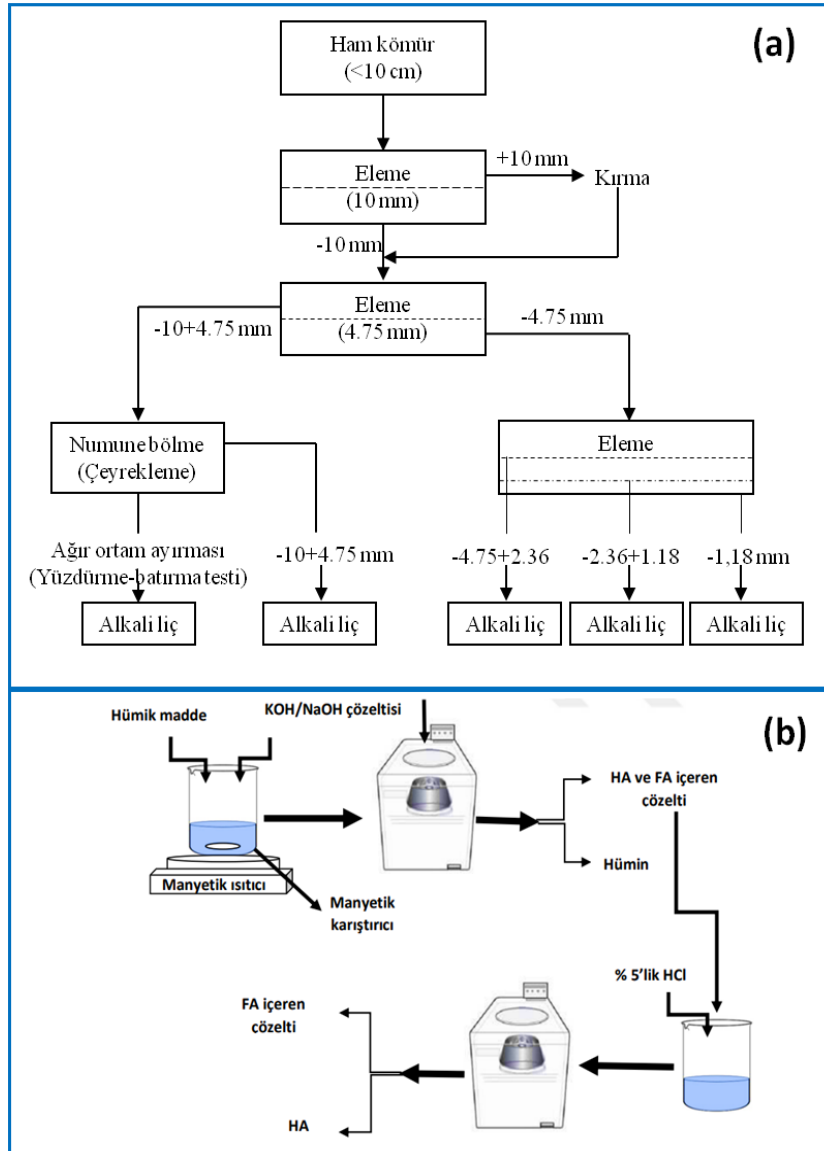 (a)
Ham kömür
(<10 cm)
Eleme
(10 mm)
+10 mm
Kırma
-10 mm
Eleme
(4.75 mm)
-10+4.75 mm
-4.75 mm
Numune bölme
(Çeyrekleme)
Eleme
Ağır ortam ayırması
(Yüzdürme-batırma testi)
-10+4.75 mm
-4.75+2.36
-2.36+1.18
-1,18 mm
Alkali liç
Alkali liç
Alkali liç
Alkali liç
Alkali liç
(b)
Hümik madde
KOH/NaOH çözeltisi
Manyetik ısıtıcı
Manyetik
karıştırıcı
HA ve FA içeren
çözelti
Hümin
% 5'lik HCl
FA içeren
çözelti
HA